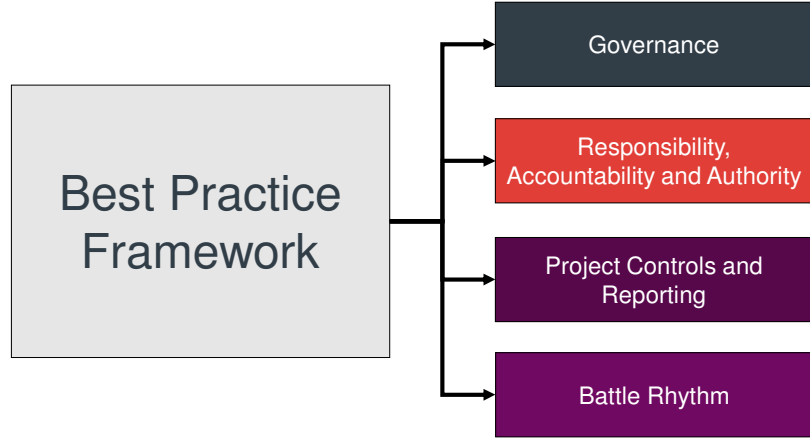 Best Practice
Framework
Governance
Responsibility,
Accountability and Authority
Project Controls and
Reporting
Battle Rhythm